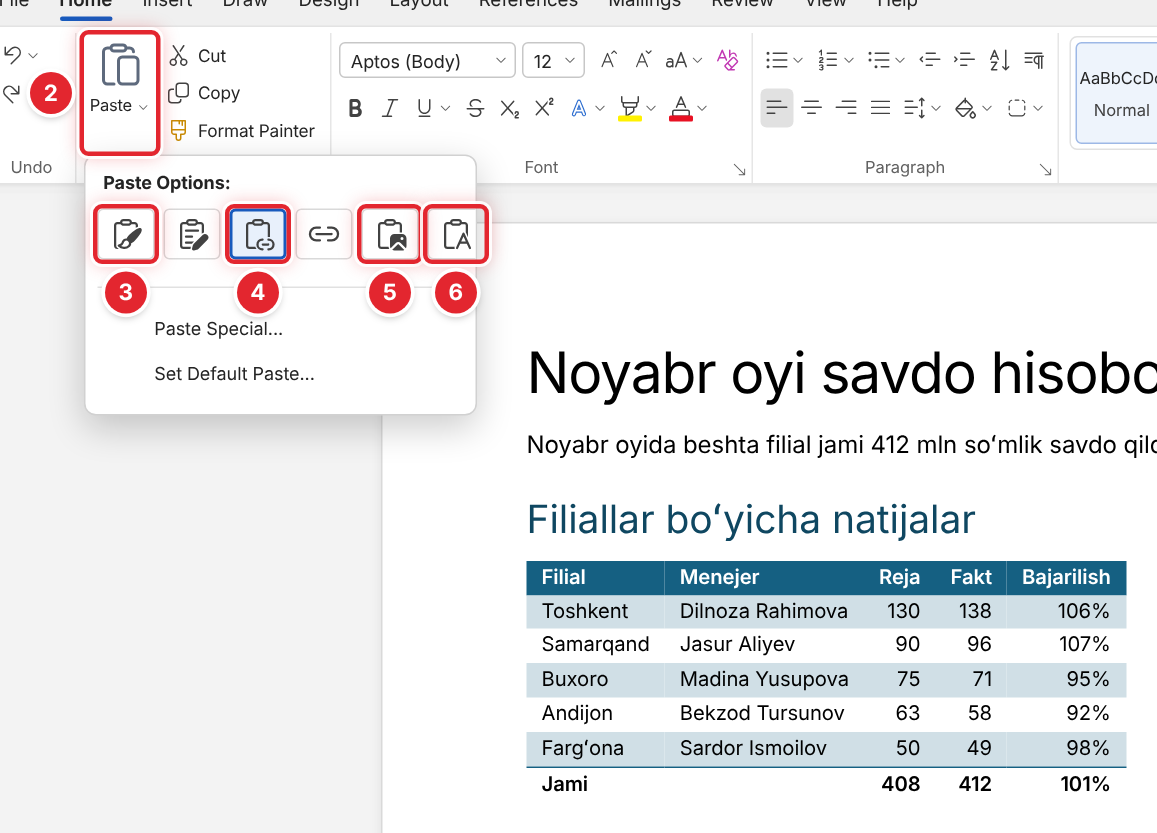 File Home Insert Draw Design Layout References Mailings Review View Help
2
Paste
Cut
Copy
Format Painter
Aptos (Body)
12
AaBbCcD
Normal
Undo
Font
Paragraph
Paste Options:
3
4
5
6
Paste Special...
Set Default Paste...
Noyabr oyi savdo hisobo
Noyabr oyida beshta filial jami 412 mln soʻmlik savdo qild
Filiallar boʻyicha natijalar
Filial Menejer Reja Fakt Bajarilish
Toshkent Dilnoza Rahimova 130 138 106%
Samarqand Jasur Aliyev 90 96 107%
Buxoro Madina Yusupova 75 71 95%
Andijon Bekzod Tursunov 63 58 92%
Fargʻona Sardor Ismoilov 50 49 98%
Jami 408 412 101%